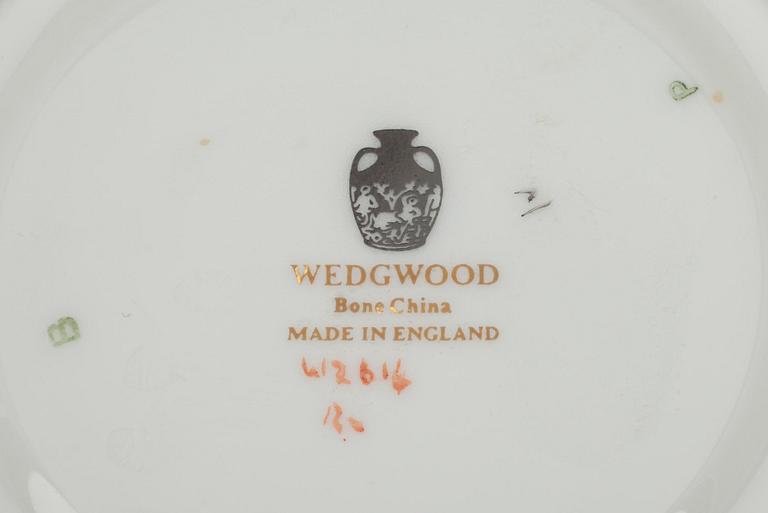 P
WEDGWOOD
Bone China
MADE IN ENGLAND
B
W2616